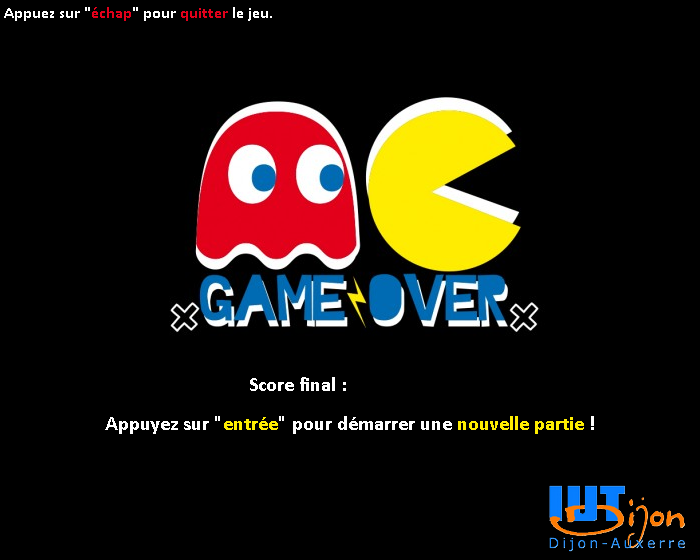 Appuez sur "échap" pour quitter le jeu.
GAME OVER
Score final :
Appuyez sur "entrée" pour démarrer une nouvelle partie !
IUT
Dijon
Dijon-Auxerre